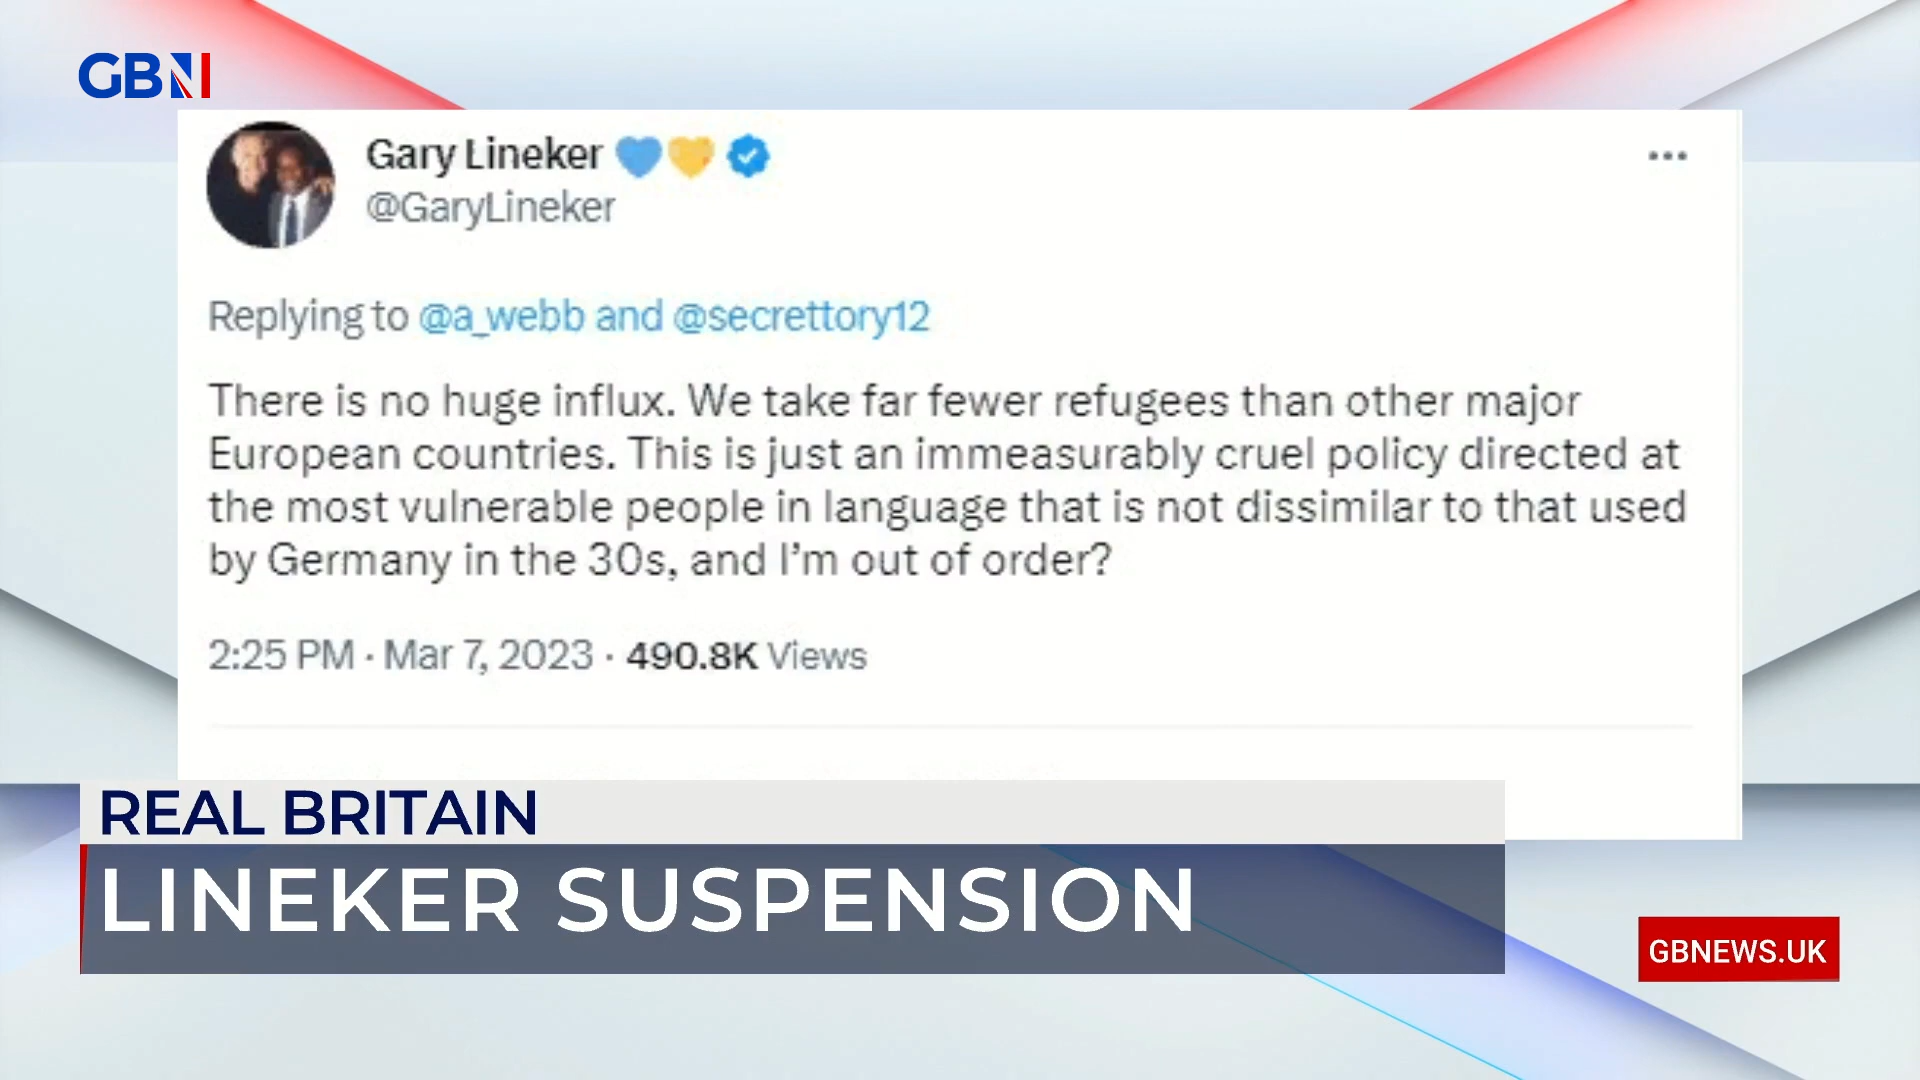 GBN
Gary Lineker
@GaryLineker
Replying to @a_webb and @secrettory12
There is no huge influx. We take far fewer refugees than other major
European countries. This is just an immeasurably cruel policy directed at
the most vulnerable people in language that is not dissimilar to that used
by Germany in the 30s, and I'm out of order?
2:25 PM · Mar 7, 2023 · 490.8K Views
REAL BRITAIN
LINEKER SUSPENSION
GBNEWS.UK